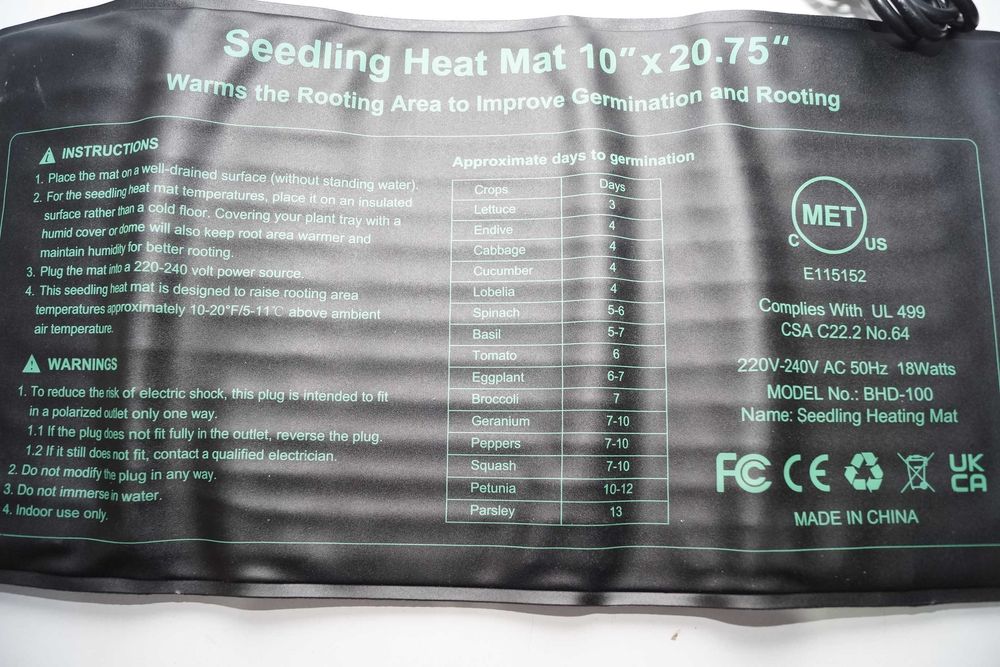 Seedling Heat Mat 10” x 20.75“
Warms the Rooting Area to Improve Germination and Rooting
INSTRUCTIONS
1. Place the mat on a well-drained surface (without standing water).
2. For the seedling heat mat temperatures, place it on an insulated
surface rather than a cold floor. Covering your plant tray with a
humid cover or dome will also keep root area warmer and
maintain humidity for better rooting.
3. Plug the mat into a 220-240 volt power source.
4. This seedling heat mat is designed to raise rooting area
temperatures approximately 10-20°F/5-11℃ above ambient
air temperature.
WARNINGS
1. To reduce the risk of electric shock, this plug is intended to fit
in a polarized outlet only one way.
1.1 If the plug does not fit fully in the outlet, reverse the plug.
1.2 If it still does not fit, contact a qualified electrician.
2. Do not modify the plug in any way.
3. Do not immerse in water.
4. Indoor use only.
Approximate days to germination
Crops Days
Lettuce 3
Endive 4
Cabbage 4
Cucumber 4
Lobelia 4
Spinach 5-6
Basil 5-7
Tomato 6
Eggplant 6-7
Broccoli 7
Geranium 7-10
Peppers 7-10
Squash 7-10
Petunia 10-12
Parsley 13
MET
C US
E115152
Complies With UL 499
CSA C22.2 No.64
220V-240V AC 50Hz 18Watts
MODEL No.: BHD-100
Name: Seedling Heating Mat
FC CE UK
CA
MADE IN CHINA